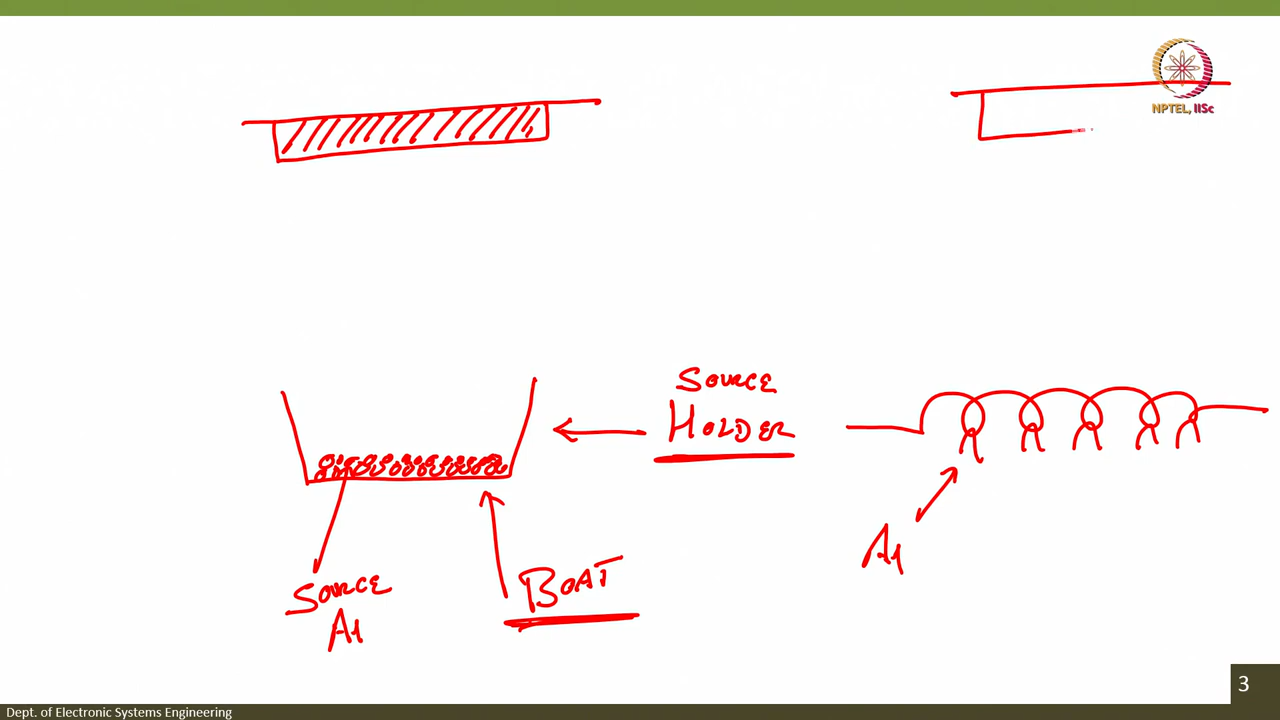 NPTEL, IISc
SOURCE
HOLDER
Al
SOURCE
Al
BOAT
3
Dept. of Electronic Systems Engineering